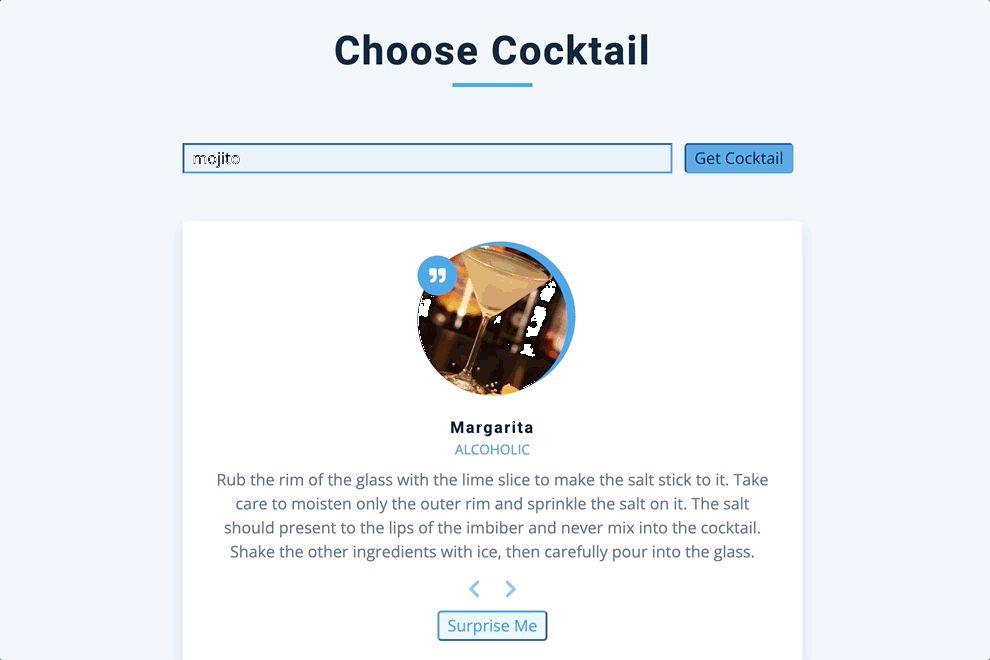 Choose Cocktail
mojito
Get Cocktail
Margarita
ALCOHOLIC
Rub the rim of the glass with the lime slice to make the salt stick to it. Take
care to moisten only the outer rim and sprinkle the salt on it. The salt
should present to the lips of the imbiber and never mix into the cocktail.
Shake the other ingredients with ice, then carefully pour into the glass.
Surprise Me